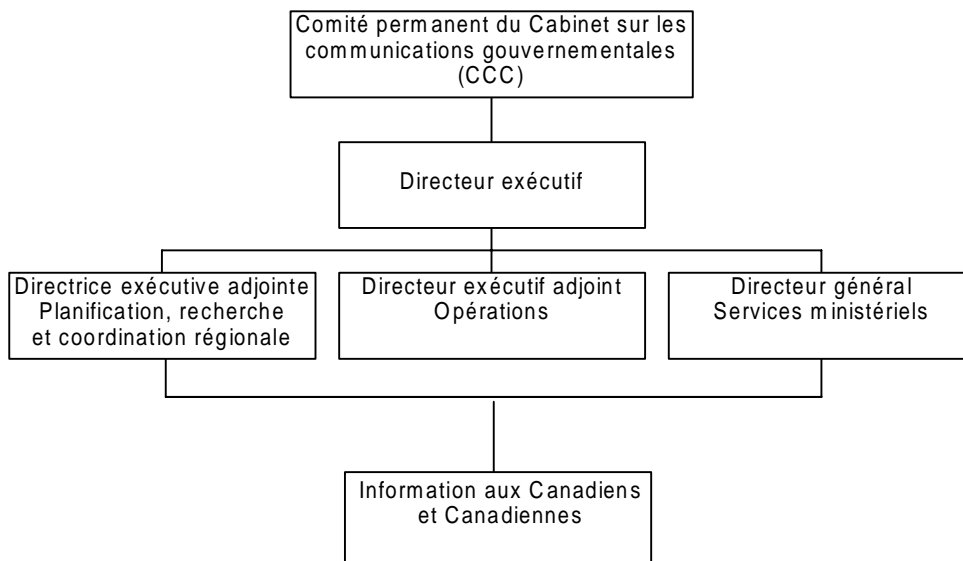 Comité permanent du Cabinet sur les
communications gouvernementales
(CCC)
Directeur exécutif
Directrice exécutive adjointe
Planification, recherche
et coordination régionale
Directeur exécutif adjoint
Opérations
Directeur général
Services ministériels
Information aux Canadiens
et Canadiennes